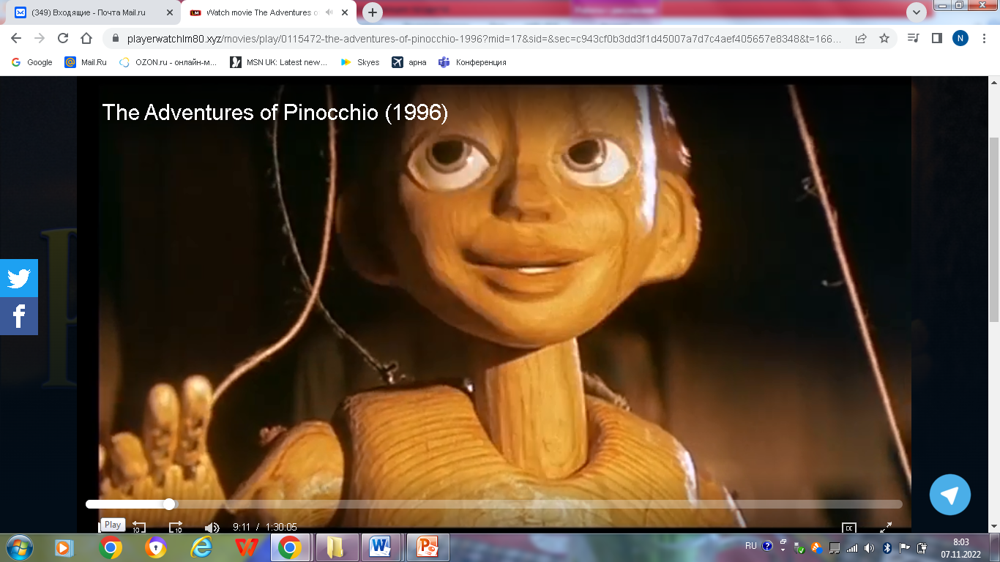 (349) Входящие - Почта Mail.ru
Watch movie The Adventures o
playerwatchlm80.xyz/movies/play/0115472-the-adventures-of-pinocchio-1996?mid=17&sid=&sec=c943cf0b3dd3f1d45007a7d7c4aef405657e8348&t=166...
N
Google
Mail.Ru
OZON.ru - онлайн-м...
MSN UK: Latest new...
Skyes
арна
Конференция
The Adventures of Pinocchio (1996)
Play
10
10
9:11 / 1:30:05
RU
8:03
07.11.2022